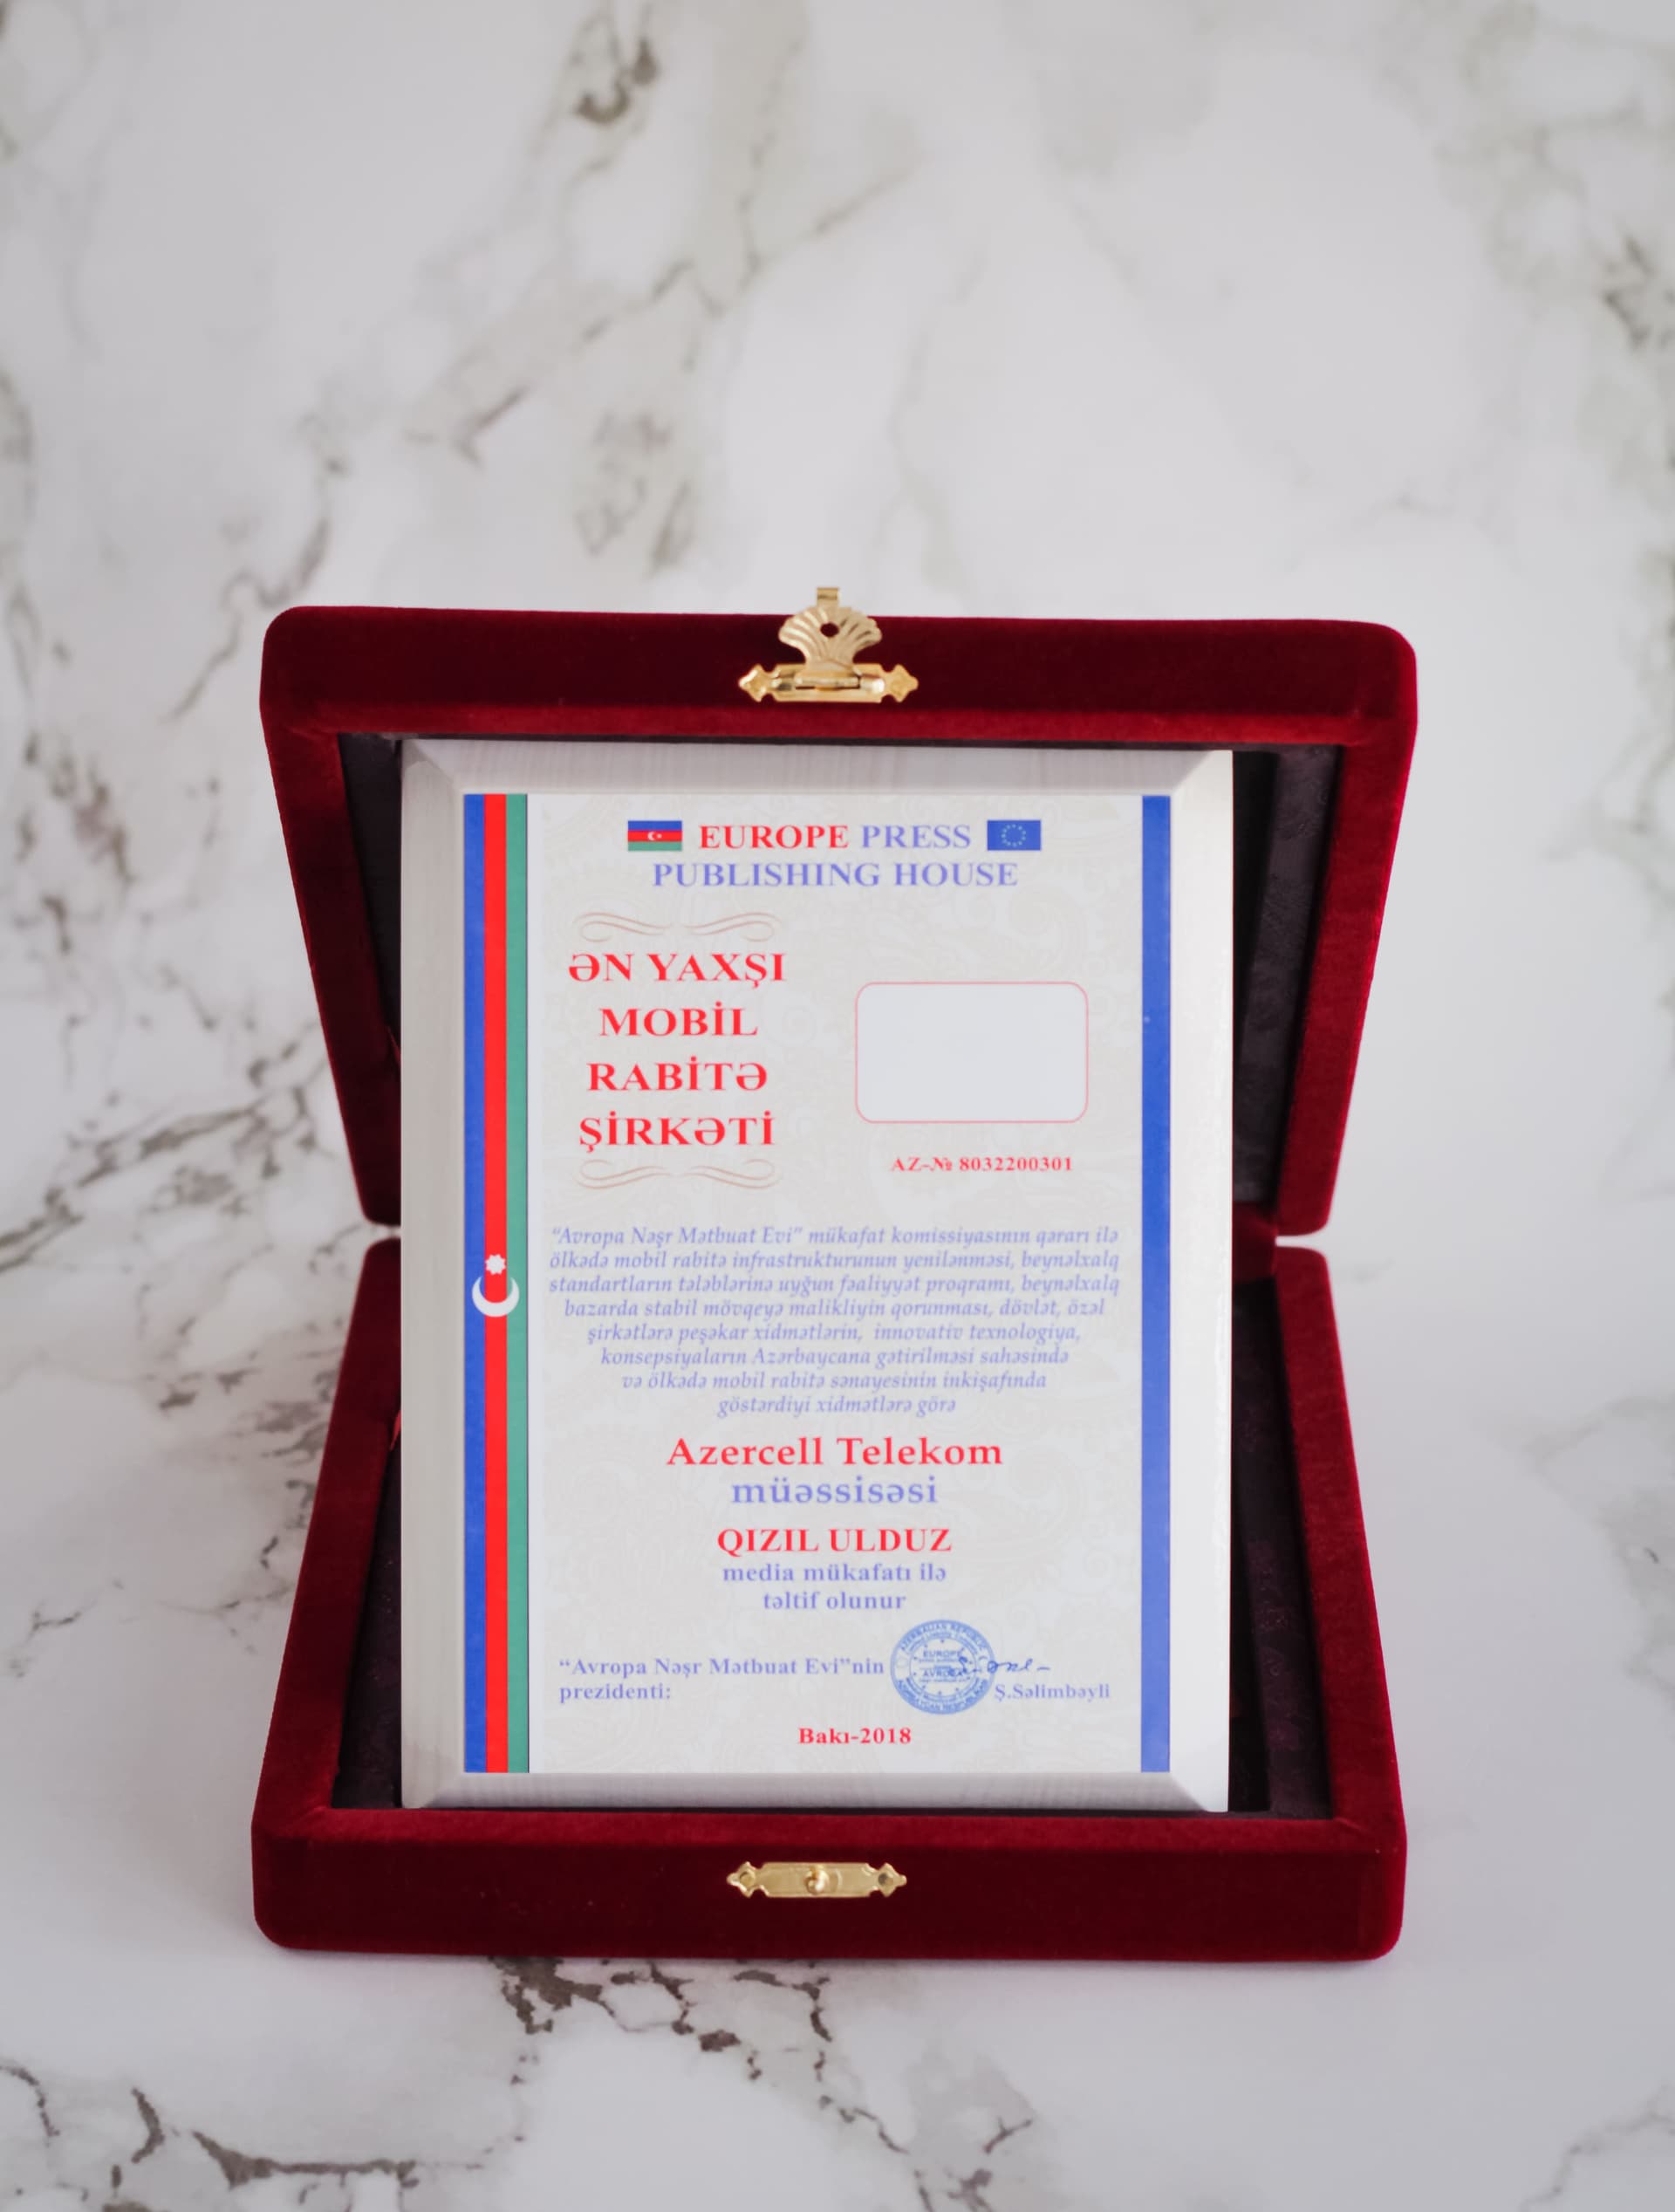 EUROPE PRESS
PUBLISHING HOUSE
ƏN YAXŞI
MOBİL
RABİTƏ
ŞİRKƏTİ
AZ-№ 8032200301
“Avropa Nəşr Mətbuat Evi” mükafat komissiyasının qərarı ilə
ölkədə mobil rabitə infrastrukturunun yenilənməsi, beynəlxalq
standartların tələblərinə uyğun fəaliyyət proqramı, beynəlxalq
bazarda stabil mövqeyə malikliyin qorunması, dövlət, özəl
şirkətlərə peşəkar xidmətlərin, innovativ texnologiya,
konsepsiyaların Azərbaycana gətirilməsi sahəsində
və ölkədə mobil rabitə sənayesinin inkişafında
göstərdiyi xidmətlərə görə
Azercell Telekom
müəssisəsi
QIZIL ULDUZ
media mükafatı ilə
təltif olunur
“Avropa Nəşr Mətbuat Evi”nin
prezidenti:
AZERBAIJAN REPUBLIC
EUROPE
AVROPA
Ş.Səlimbəyli
Bakı-2018